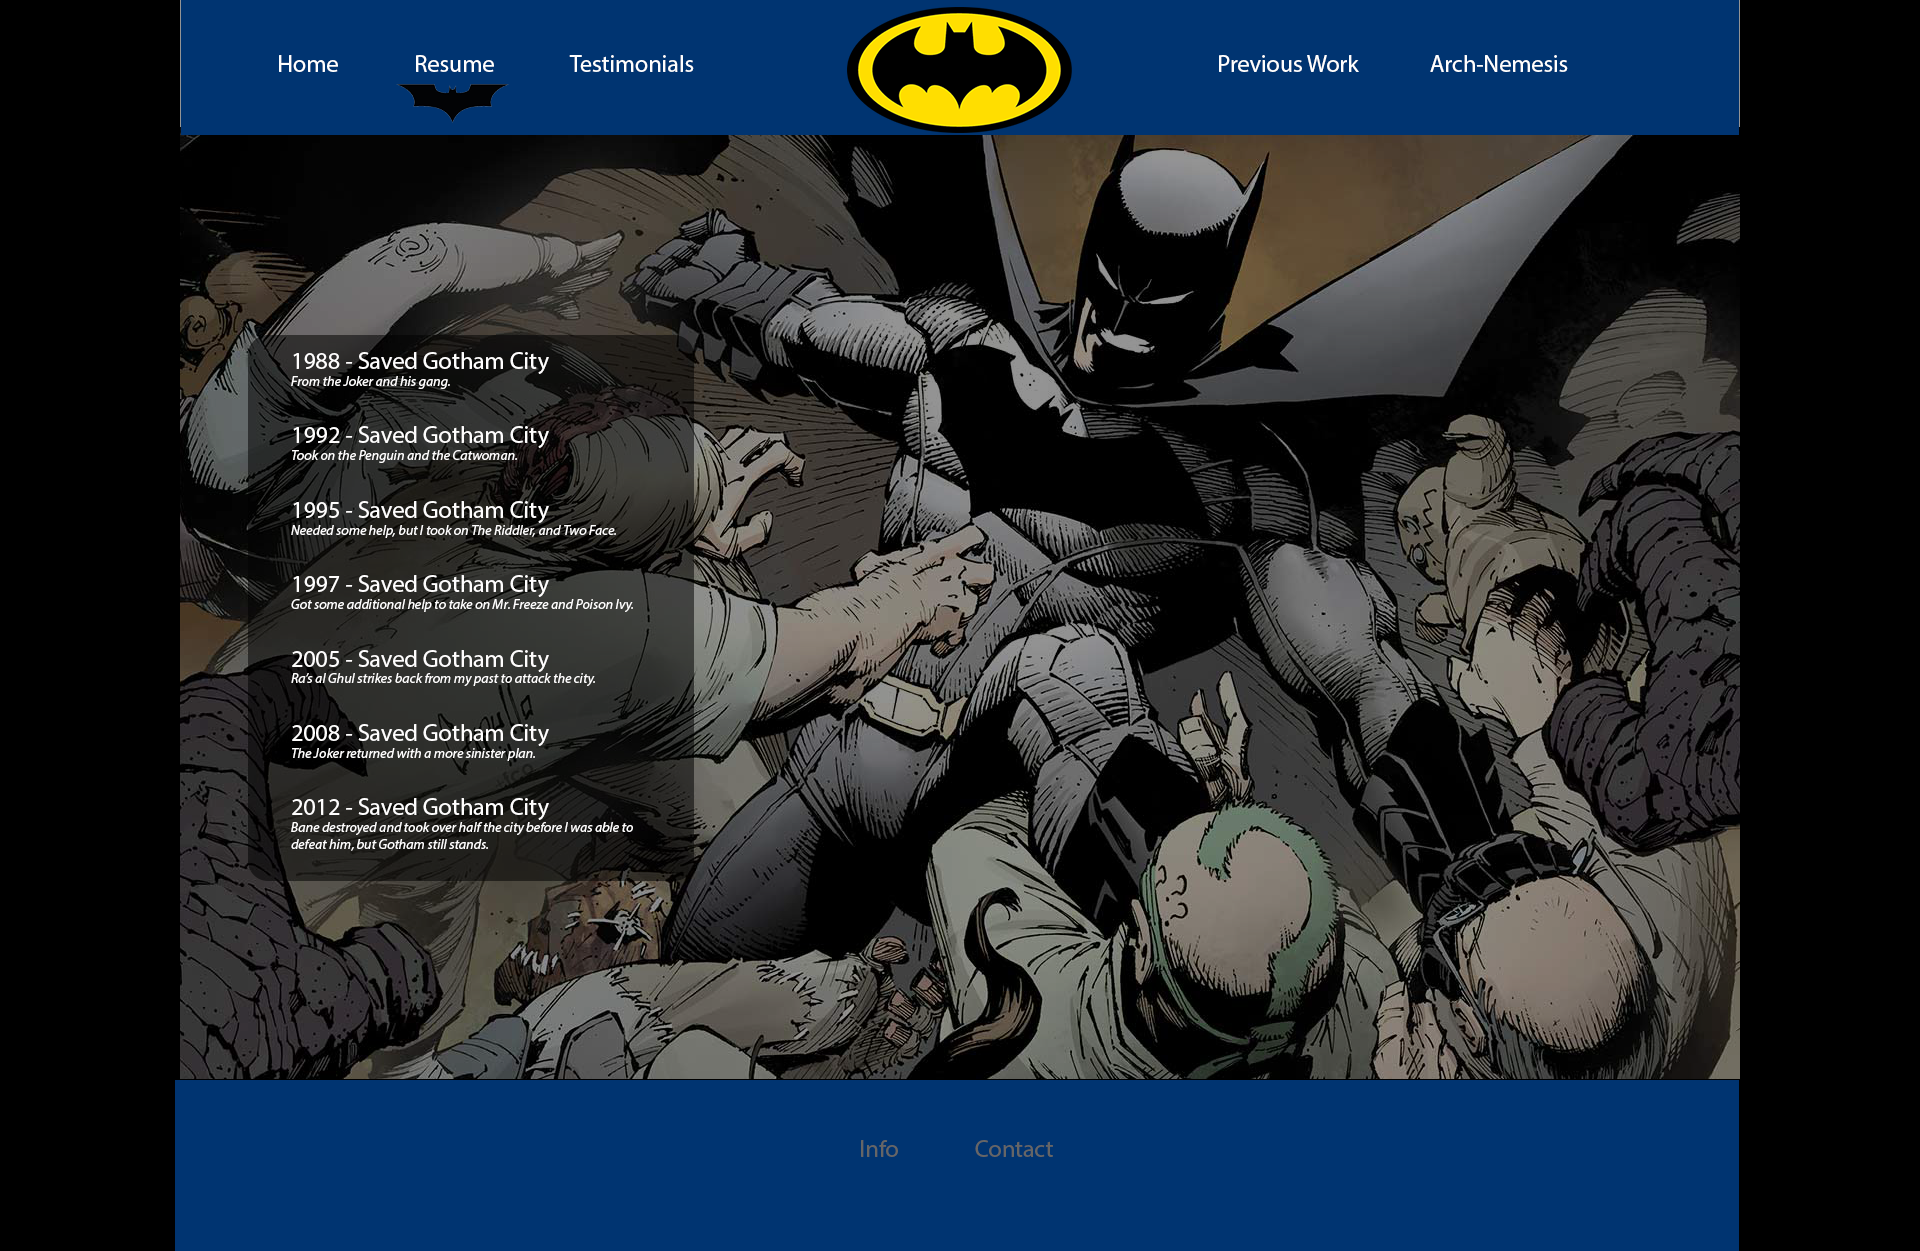 Home
Resume
Testimonials
Previous Work
Arch-Nemesis
1988 - Saved Gotham City
From the Joker and his gang.
1992 - Saved Gotham City
Took on the Penguin and the Catwoman.
1995 - Saved Gotham City
Needed some help, but I took on The Riddler, and Two Face.
1997 - Saved Gotham City
Got some additional help to take on Mr. Freeze and Poison Ivy.
2005 - Saved Gotham City
Ra's al Ghul strikes back from my past to attack the city.
2008 - Saved Gotham City
The Joker returned with a more sinister plan.
2012 - Saved Gotham City
Bane destroyed and took over half the city before I was able to
defeat him, but Gotham still stands.
Info
Contact